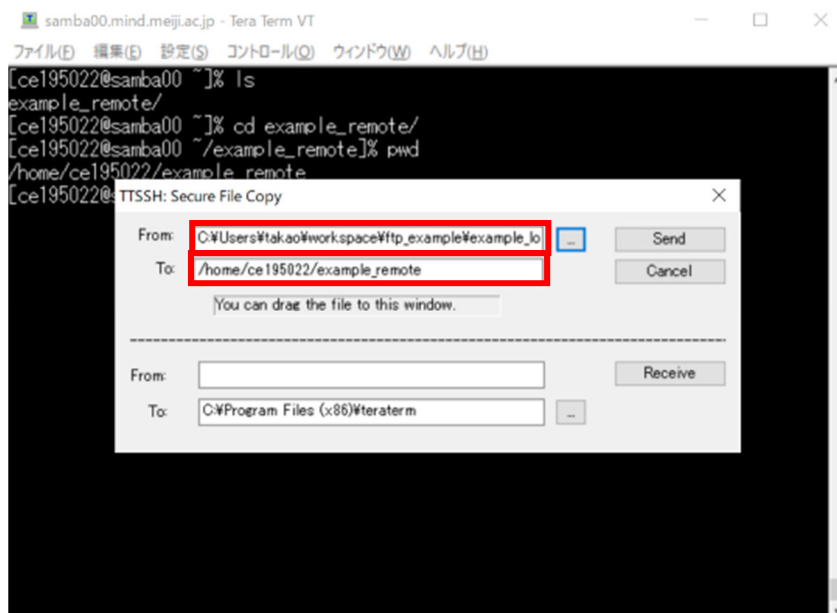 samba00.mind.meiji.ac.jp - Tera Term VT
ファイル(F) 編集(E) 設定(S) コントロール(O) ウィンドウ(W) ヘルプ(H)
[ce195022@samba00 ~]% ls
example_remote/
[ce195022@samba00 ~]% cd example_remote/
[ce195022@samba00 ~/example_remote]% pwd
/home/ce195022/example_remote
[ce195022@s
TTSSH: Secure File Copy
From: C:¥Users¥takao¥workspace¥ftp_example¥example_lo ... Send
To: /home/ce195022/example_remote Cancel
You can drag the file to this window.
From: Receive
To: C:¥Program Files (x86)¥teraterm ...